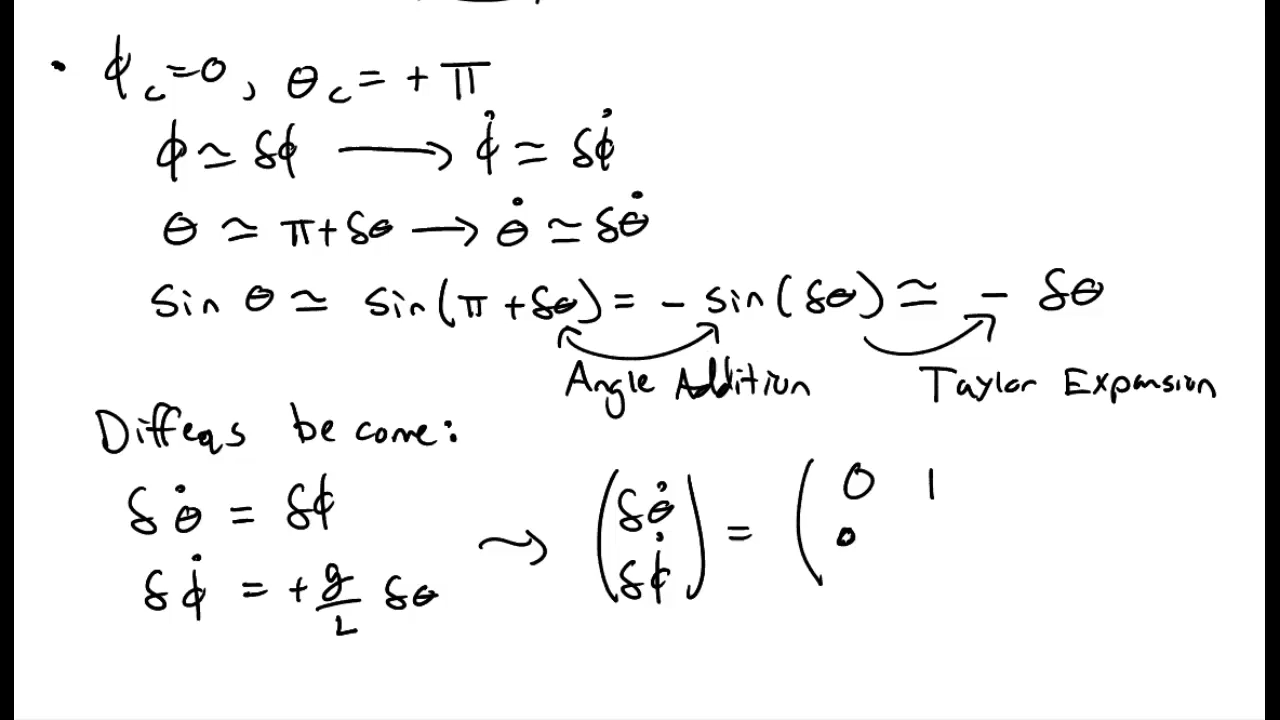 • ϕ_c = 0, θ_c = + π
ϕ ≃ δϕ ⟶ ϕ̇ ≃ δϕ̇
θ ≃ π + δθ → θ̇ ≃ δθ̇
Sin θ ≃ sin(π + δθ) = - sin(δθ) ≃ - δθ
Angle Addition Taylor Expansion
Diffeqs become:
δθ̇ = δϕ
δϕ̇ = + g/L δθ
⇝ (δθ̇ δϕ̇) = ( 0 1
0